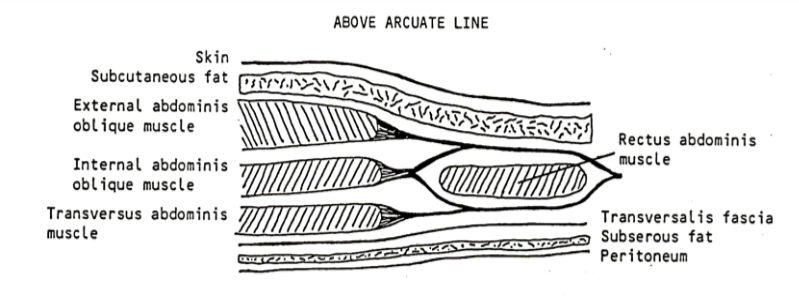 ABOVE ARCUATE LINE
Skin
Subcutaneous fat
External abdominis
oblique muscle
Internal abdominis
oblique muscle
Transversus abdominis
muscle
Rectus abdominis
muscle
Transversalis fascia
Subserous fat
Peritoneum